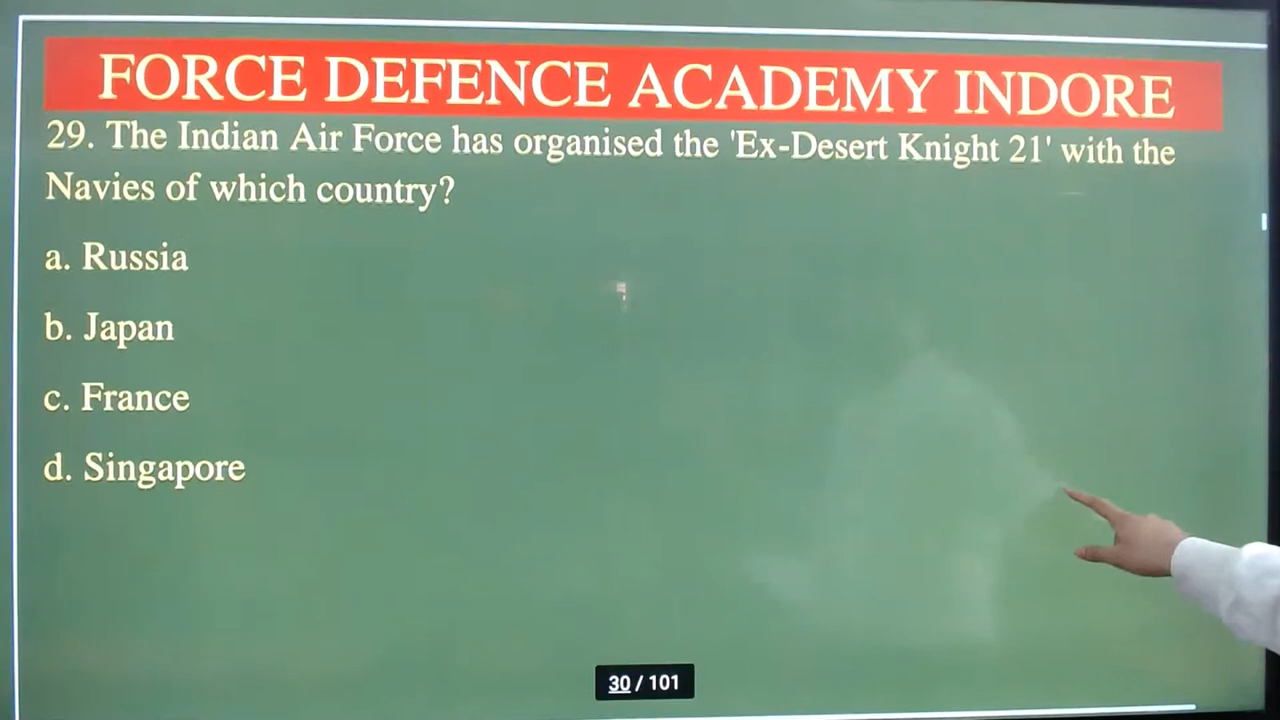 FORCE DEFENCE ACADEMY INDORE
29. The Indian Air Force has organised the 'Ex-Desert Knight 21' with the
Navies of which country?
a. Russia
b. Japan
c. France
d. Singapore
30 / 101